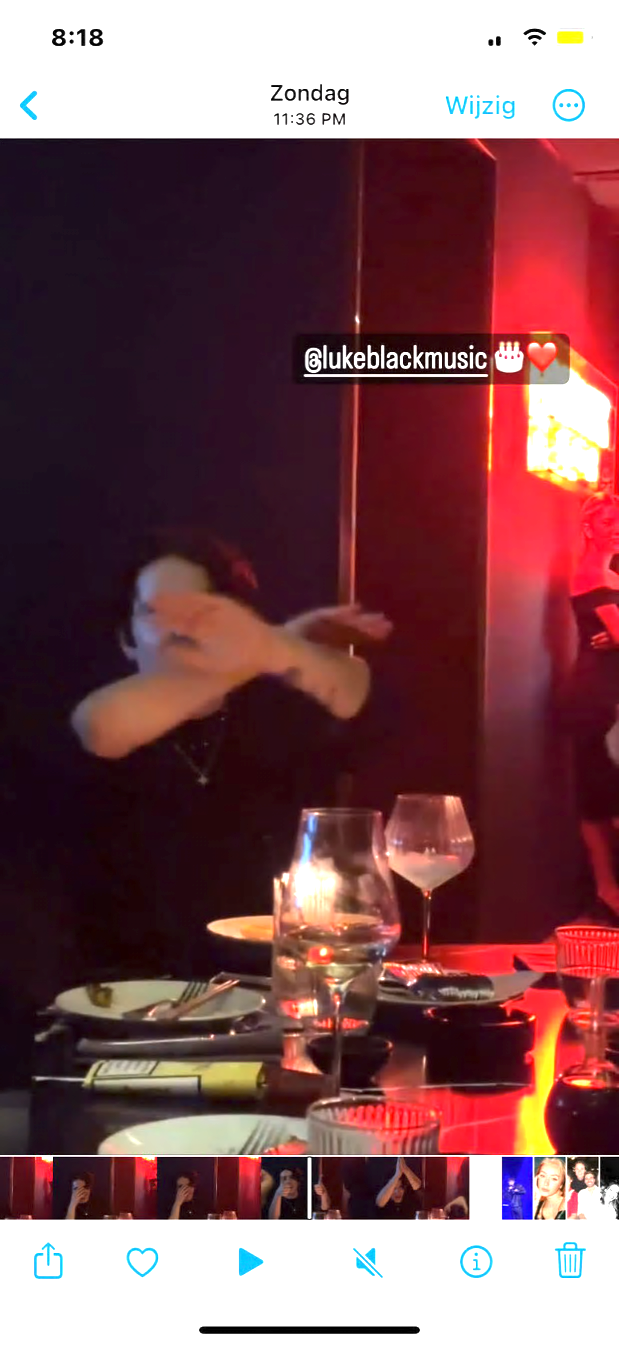 8:18
Zondag
11:36 PM
Wijzig
@lukeblackmusic 🎂❤️